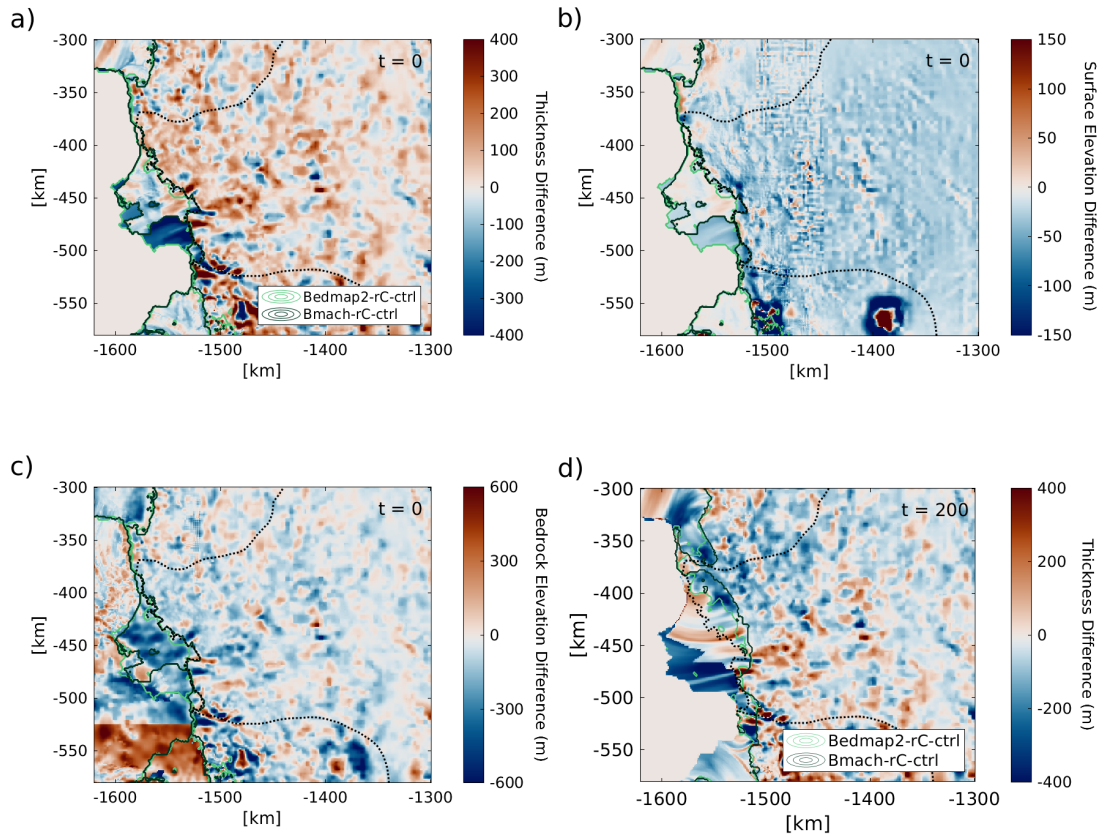 a)
-300
-350
-400
-450
-500
-550
[km]
-1600
-1500
-1400
-1300
[km]
t = 0
Bedmap2-rC-ctrl
Bmach-rC-ctrl
400
300
200
100
0
-100
-200
-300
-400
Thickness Difference (m)
b)
-300
-350
-400
-450
-500
-550
[km]
-1600
-1500
-1400
-1300
[km]
t = 0
150
100
50
0
-50
-100
-150
Surface Elevation Difference (m)
c)
-300
-350
-400
-450
-500
-550
[km]
-1600
-1500
-1400
-1300
[km]
t = 0
600
300
0
-300
-600
Bedrock Elevation Difference (m)
d)
-300
-350
-400
-450
-500
-550
[km]
-1600
-1500
-1400
-1300
[km]
t = 200
Bedmap2-rC-ctrl
Bmach-rC-ctrl
400
200
0
-200
-400
Thickness Difference (m)